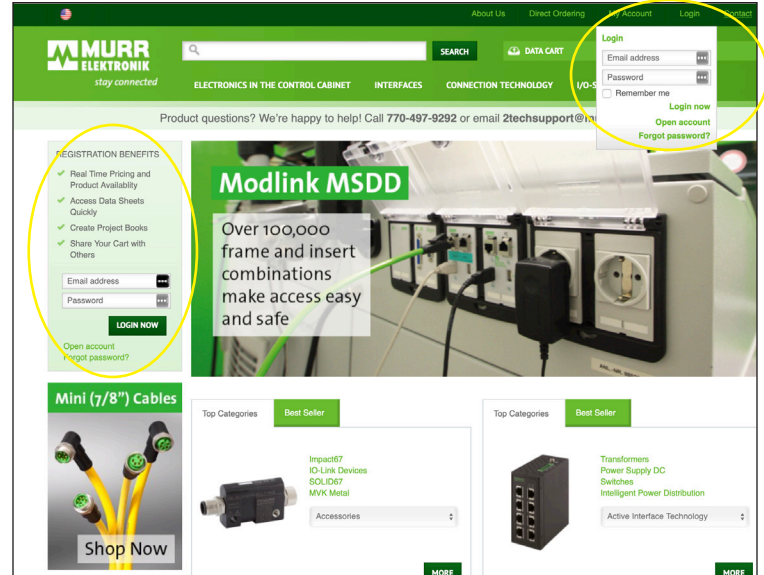 About Us Direct Ordering My Account Login Contact
MURR
ELEKTRONIK
stay connected
SEARCH
DATA CART
ELECTRONICS IN THE CONTROL CABINET INTERFACES CONNECTION TECHNOLOGY I/O-S
Login
Email address
Password
Remember me
Login now
Open account
Forgot password?
Product questions? We're happy to help! Call 770-497-9292 or email 2techsupport@
REGISTRATION BENEFITS
Real Time Pricing and
Product Availablity
Access Data Sheets
Quickly
Create Project Books
Share Your Cart with
Others
Email address
Password
LOGIN NOW
Open account
Forgot password?
Modlink MSDD
Over 100,000
frame and insert
combinations
make access easy
and safe
Mini (7/8") Cables
Shop Now
Top Categories Best Seller
Impact67
IO-Link Devices
SOLID67
MVK Metal
Accessories
MORE
Top Categories Best Seller
Transformers
Power Supply DC
Switches
Intelligent Power Distribution
Active Interface Technology
MORE